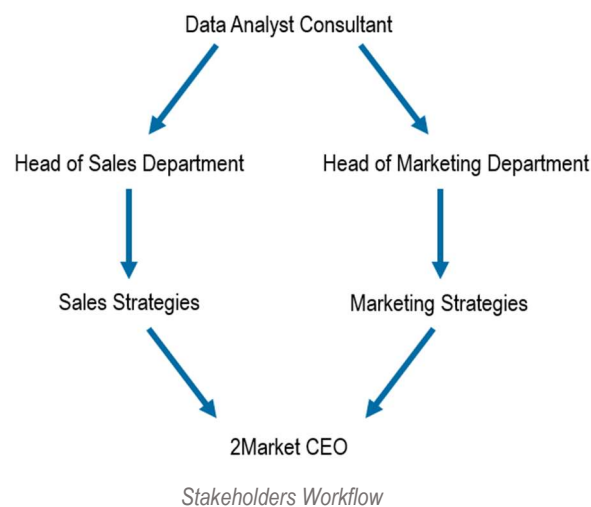 Data Analyst Consultant
Head of Sales Department
Head of Marketing Department
Sales Strategies
Marketing Strategies
2Market CEO
Stakeholders Workflow